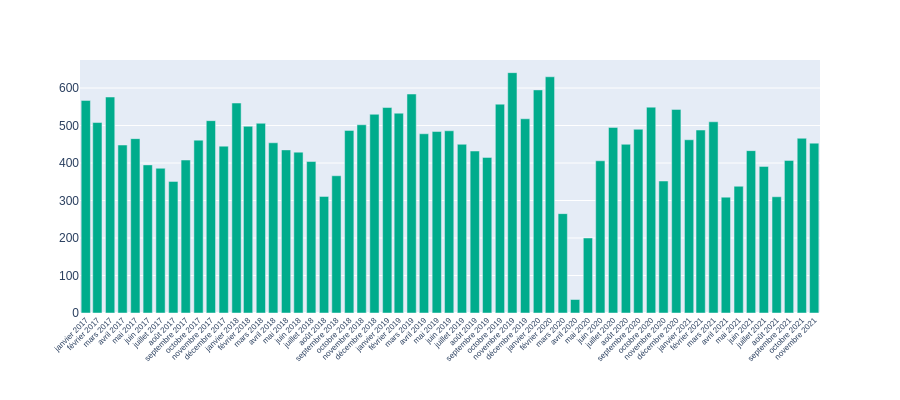 600
500
400
300
200
100
0
janvier 2017
février 2017
mars 2017
avril 2017
mai 2017
juin 2017
juillet 2017
août 2017
septembre 2017
octobre 2017
novembre 2017
décembre 2017
janvier 2018
février 2018
mars 2018
avril 2018
mai 2018
juin 2018
juillet 2018
août 2018
septembre 2018
octobre 2018
novembre 2018
décembre 2018
janvier 2019
février 2019
mars 2019
avril 2019
mai 2019
juin 2019
juillet 2019
août 2019
septembre 2019
octobre 2019
novembre 2019
décembre 2019
janvier 2020
février 2020
mars 2020
avril 2020
mai 2020
juin 2020
juillet 2020
août 2020
septembre 2020
octobre 2020
novembre 2020
décembre 2020
janvier 2021
février 2021
mars 2021
avril 2021
mai 2021
juin 2021
juillet 2021
août 2021
septembre 2021
octobre 2021
novembre 2021